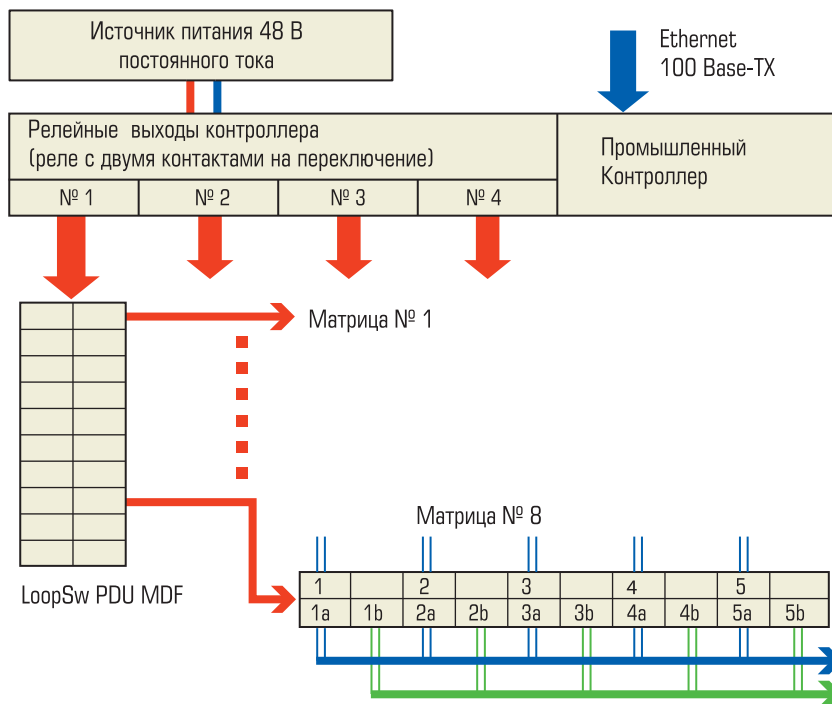 Источник питания 48 В
постоянного тока
Ethernet
100 Base-TX
Релейные выходы контроллера
(реле с двумя контактами на переключение)
Промышленный
Контроллер
№ 1 № 2 № 3 № 4
Матрица № 1
Матрица № 8
LoopSw PDU MDF
1 2 3 4 5
1a 1b 2a 2b 3a 3b 4a 4b 5a 5b